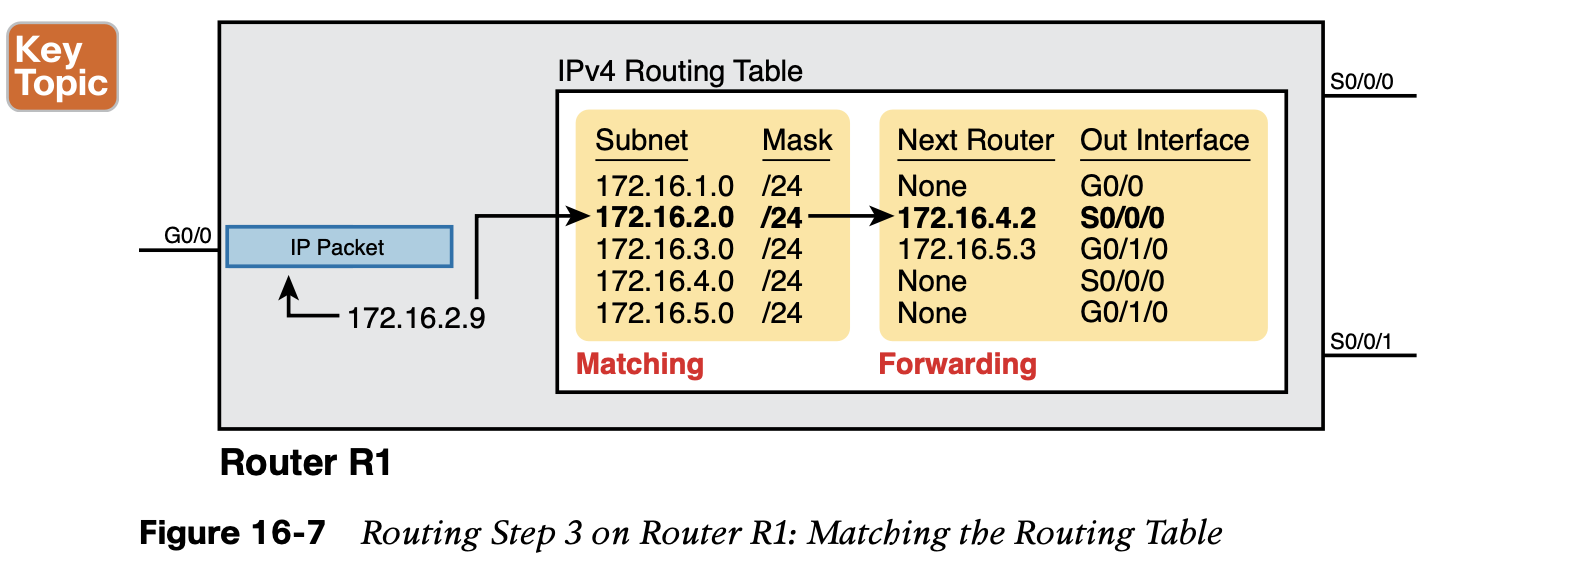 Key
Topic
IPv4 Routing Table
S0/0/0
Subnet Mask Next Router Out Interface
172.16.1.0 /24 None G0/0
172.16.2.0 /24 172.16.4.2 S0/0/0
172.16.3.0 /24 172.16.5.3 G0/1/0
172.16.4.0 /24 None S0/0/0
172.16.5.0 /24 None G0/1/0
Matching Forwarding
G0/0
IP Packet
172.16.2.9
S0/0/1
Router R1
Figure 16-7 Routing Step 3 on Router R1: Matching the Routing Table